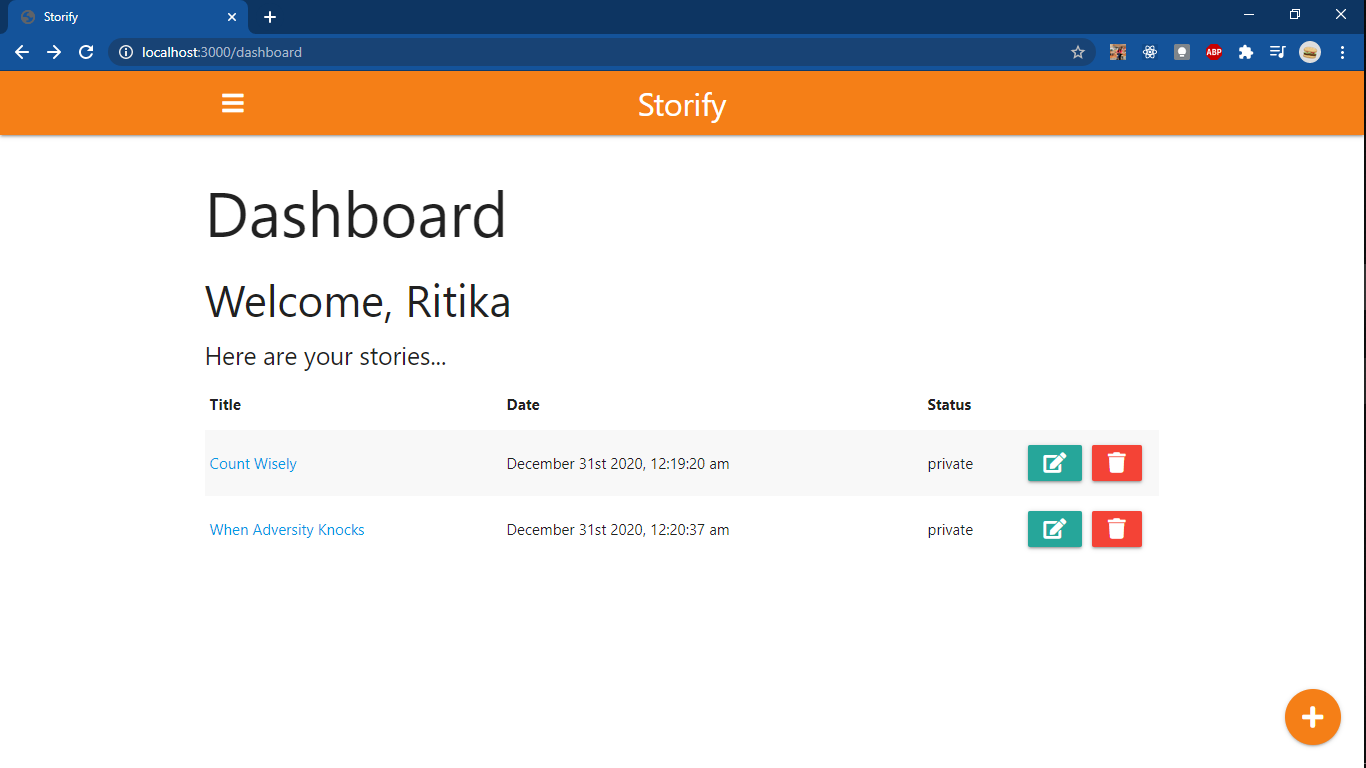 Storify
localhost:3000/dashboard
ABP
Storify
Dashboard
Welcome, Ritika
Here are your stories...
Title Date Status
Count Wisely December 31st 2020, 12:19:20 am private
When Adversity Knocks December 31st 2020, 12:20:37 am private